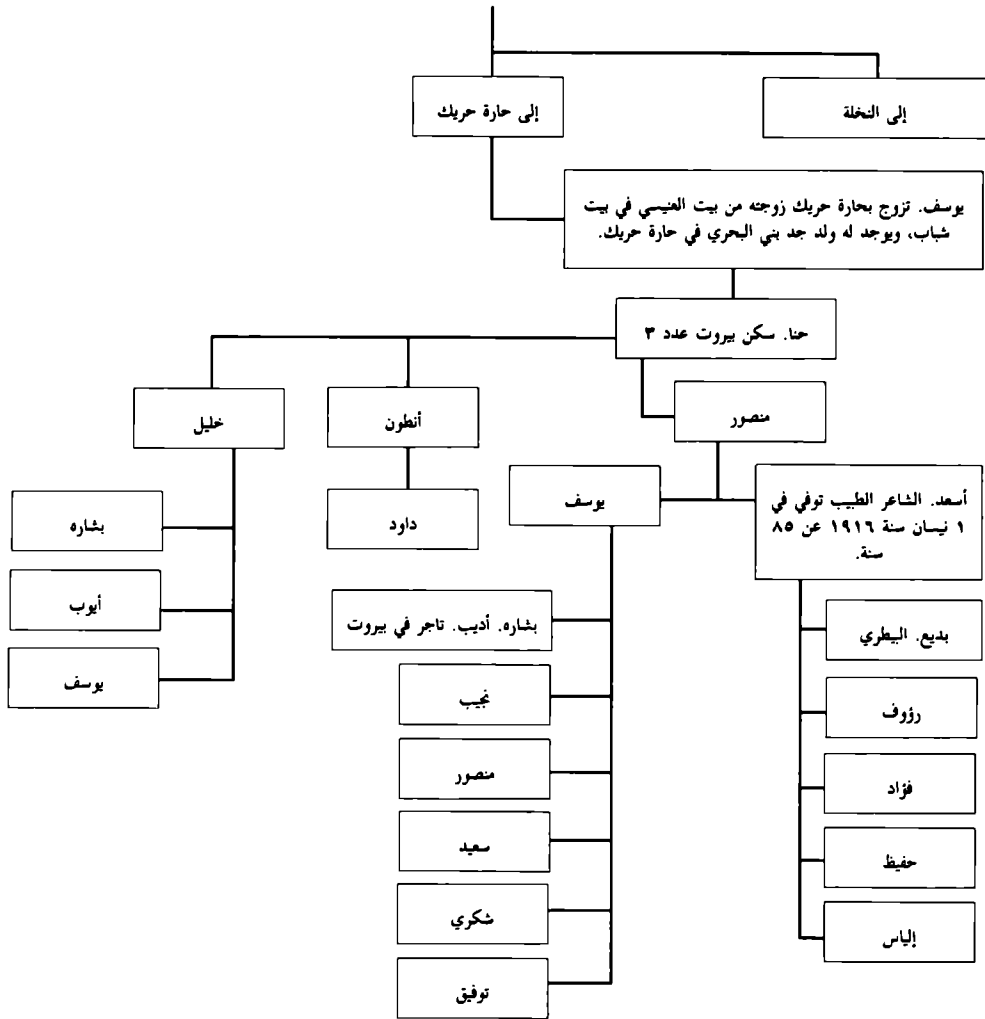 إلى النخلة
إلى حارة حريك
يوسف. تزوج بحارة حريك زوجته من بيت العنيسي في بيت
شباب، ويوجد له ولد جد بني البحري في حارة حريك.
حنا. سكن بيروت عدد ٣
منصور
أنطون
خليل
أسعد. الشاعر الطبيب توفي في
١ نيسان سنة ١٩١٦ عن ٨٥
سنة.
يوسف
داود
بشاره
أيوب
يوسف
بديع. البيطري
رؤوف
فؤاد
حفيظ
إلياس
بشاره. أديب. تاجر في بيروت
نجيب
منصور
سعيد
شكري
توفيق